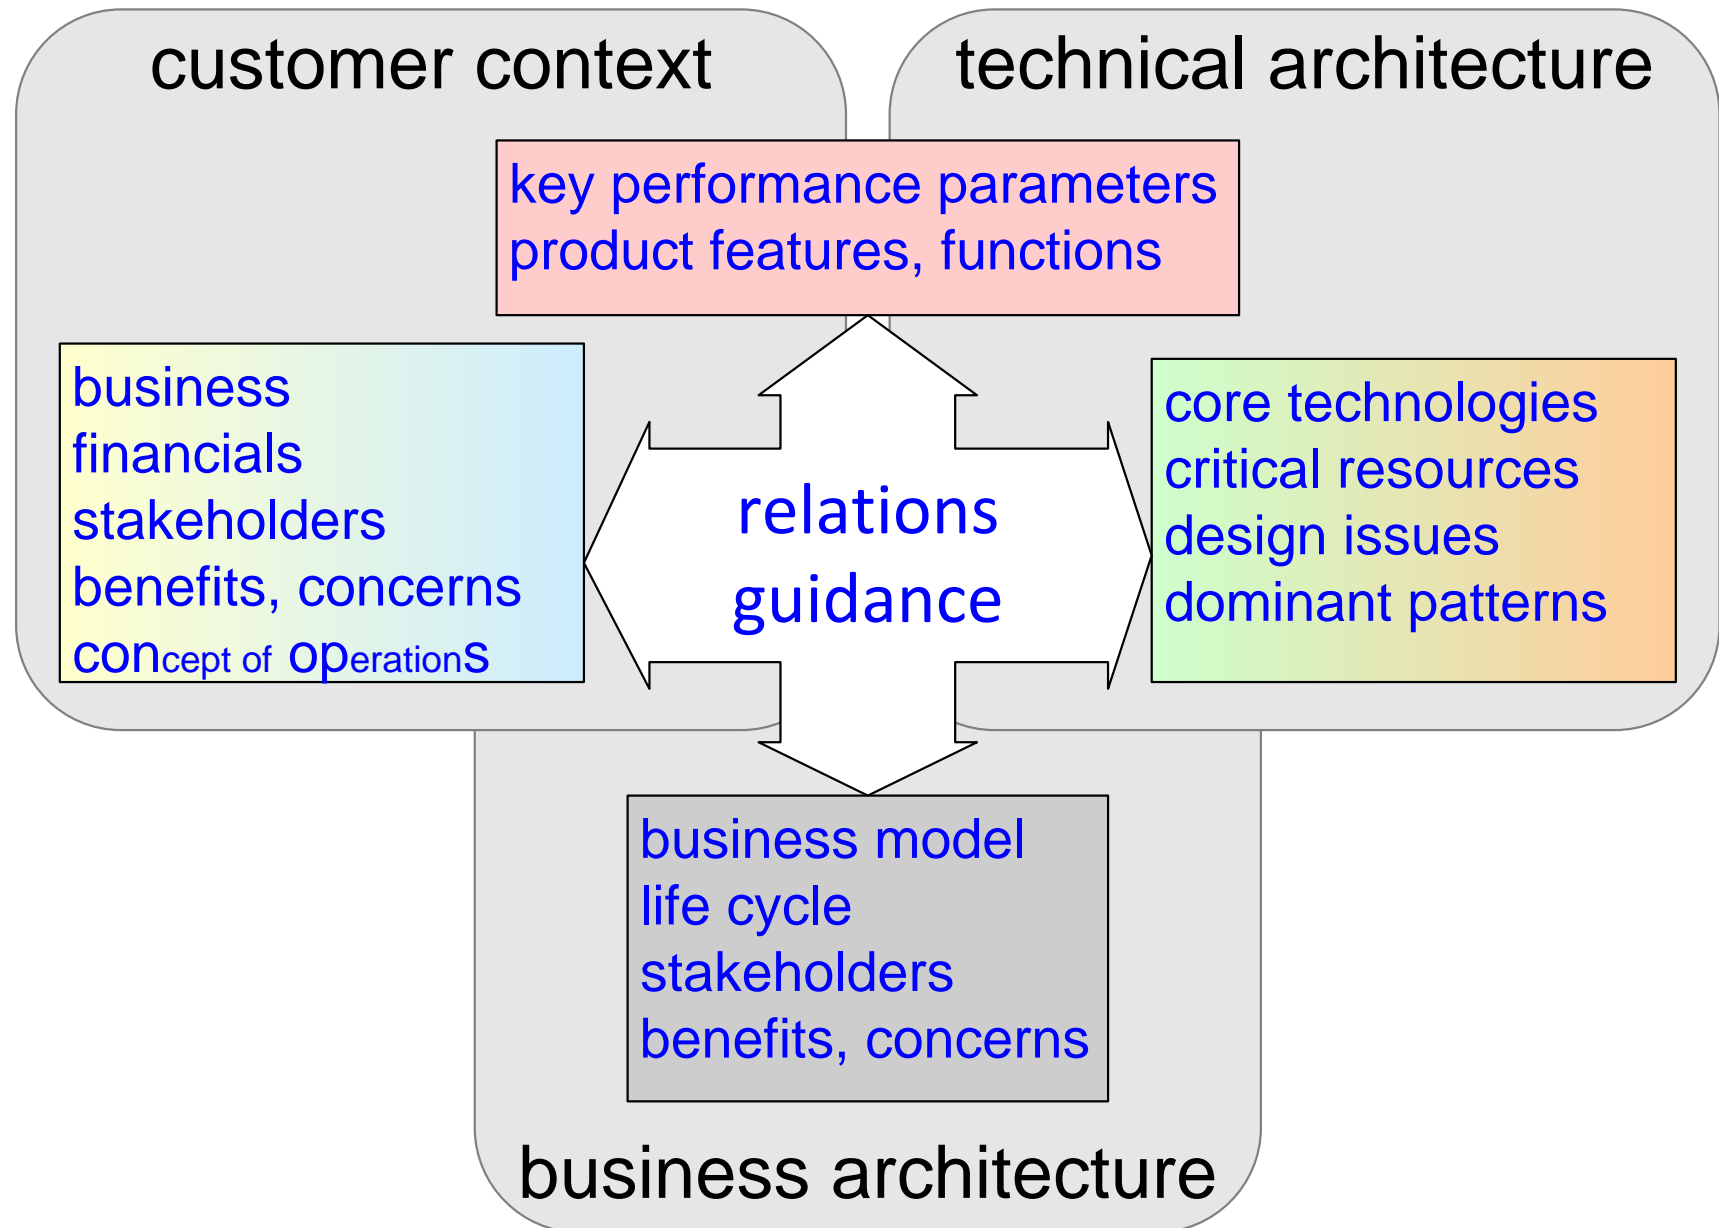 customer context
technical architecture
key performance parameters
product features, functions
business
financials
stakeholders
benefits, concerns
concept of operations
relations
guidance
core technologies
critical resources
design issues
dominant patterns
business model
life cycle
stakeholders
benefits, concerns
business architecture